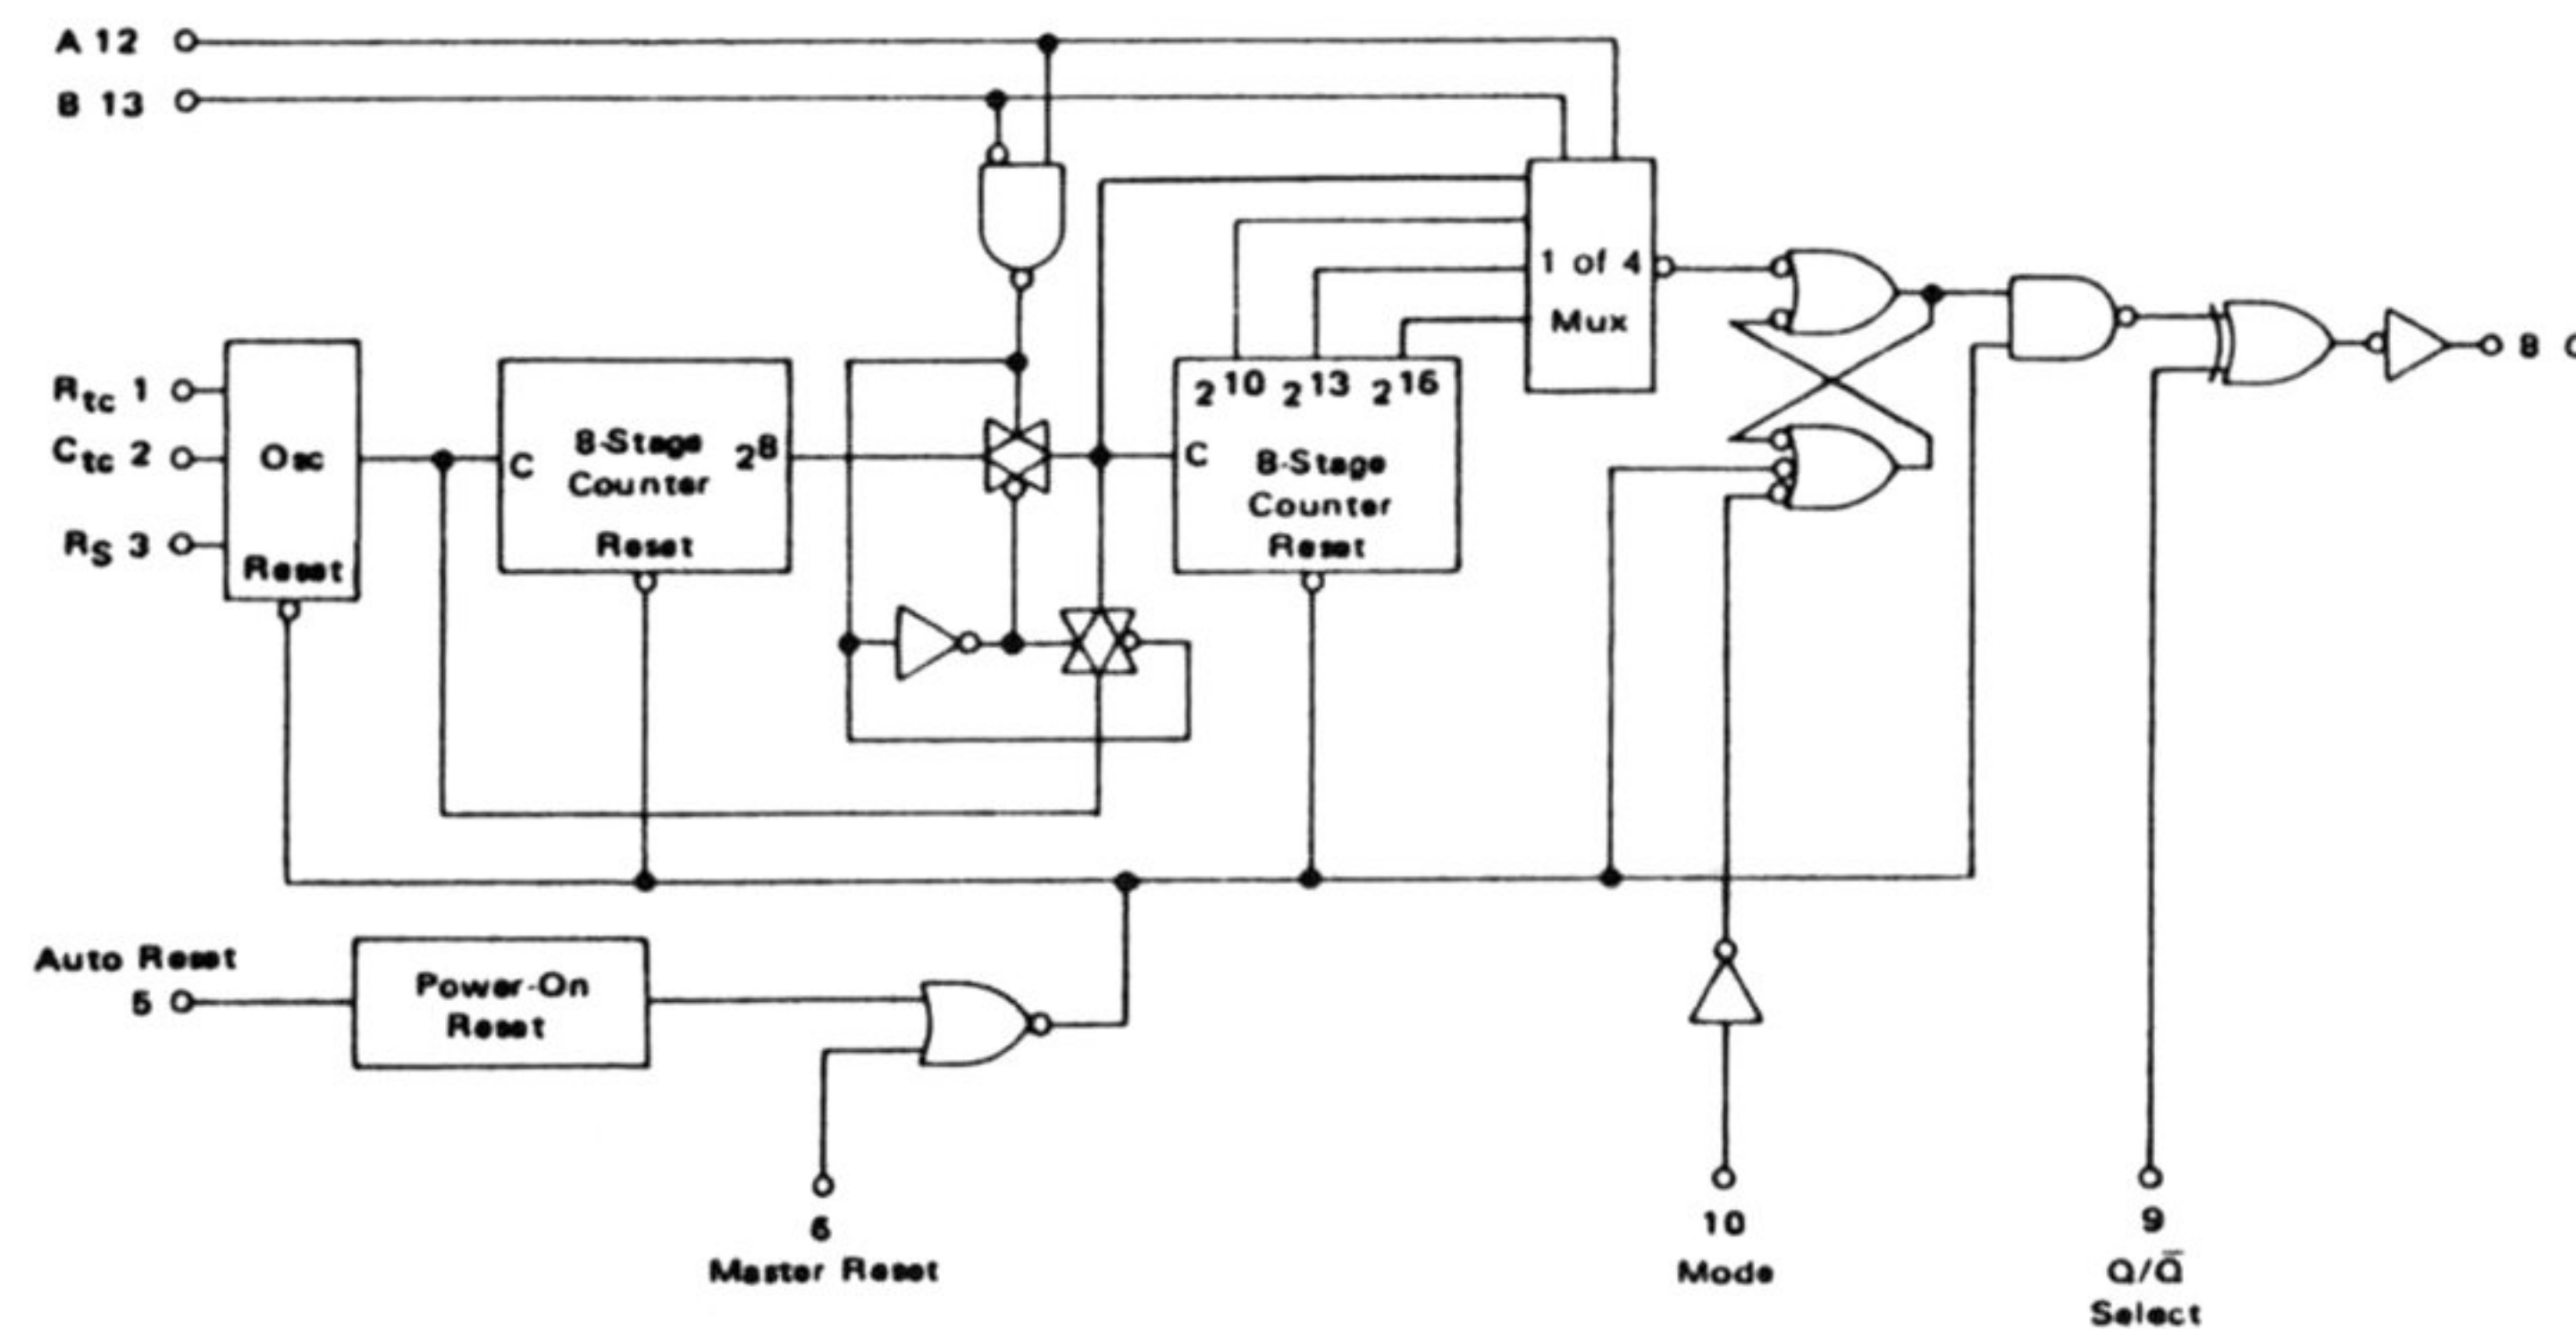 A 12
B 13
1 of 4
Mux
2 10 2 13 2 16
Rtc 1
Ctc 2
RS 3
Osc
Reset
C
8-Stage
Counter
Reset
2 8
C
8-Stage
Counter
Reset
8
Auto Reset
5
Power-On
Reset
6
Master Reset
10
Mode
9
Q/Q̅
Select